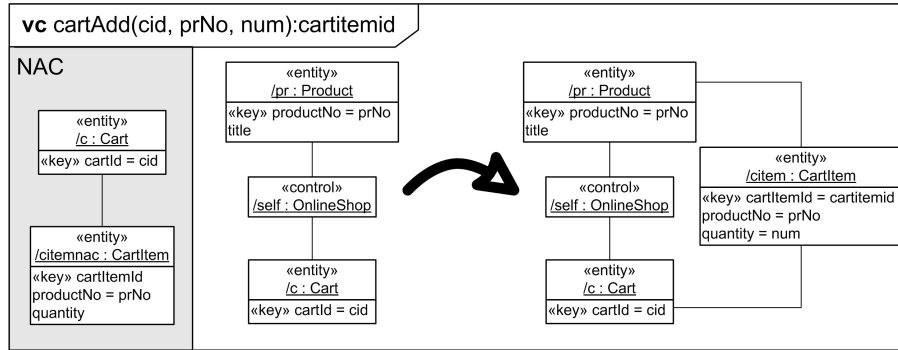 vc cartAdd(cid, prNo, num):cartitemid
NAC
«entity»
/c : Cart
«key» cartId = cid
«entity»
/citemnac : CartItem
«key» cartItemId
productNo = prNo
quantity
«entity»
/pr : Product
«key» productNo = prNo
title
«control»
/self : OnlineShop
«entity»
/c : Cart
«key» cartId = cid
«entity»
/pr : Product
«key» productNo = prNo
title
«control»
/self : OnlineShop
«entity»
/c : Cart
«key» cartId = cid
«entity»
/citem : CartItem
«key» cartItemId = cartitemid
productNo = prNo
quantity = num